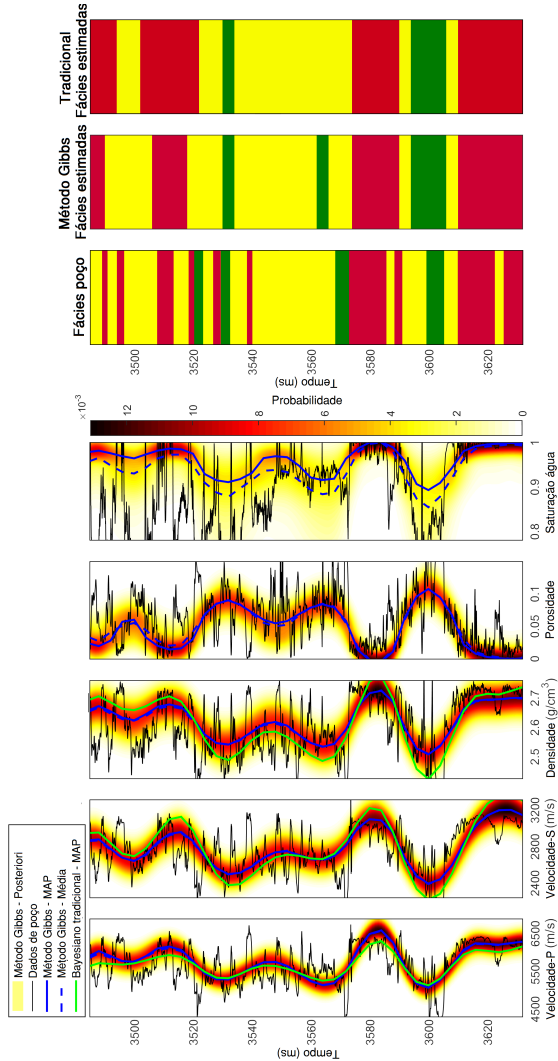 Método Gibbs - Posteriori
Dados de poço
Método Gibbs - MAP
Método Gibbs - Média
Bayesiano tradicional - MAP
Tempo (ms)
3500
3520
3540
3560
3580
3600
3620
4500 5500 6500
Velocidade-P (m/s)
2400 2800 3200
Velocidade-S (m/s)
2.5 2.6 2.7
Densidade (g/cm³)
0 0.05 0.1
Porosidade
0.8 0.9 1
Saturação água
×10⁻³
12
10
8
6
4
2
0
Probabilidade
Fácies poço
Tempo (ms)
3500
3520
3540
3560
3580
3600
3620
Método Gibbs
Fácies estimadas
Tradicional
Fácies estimadas